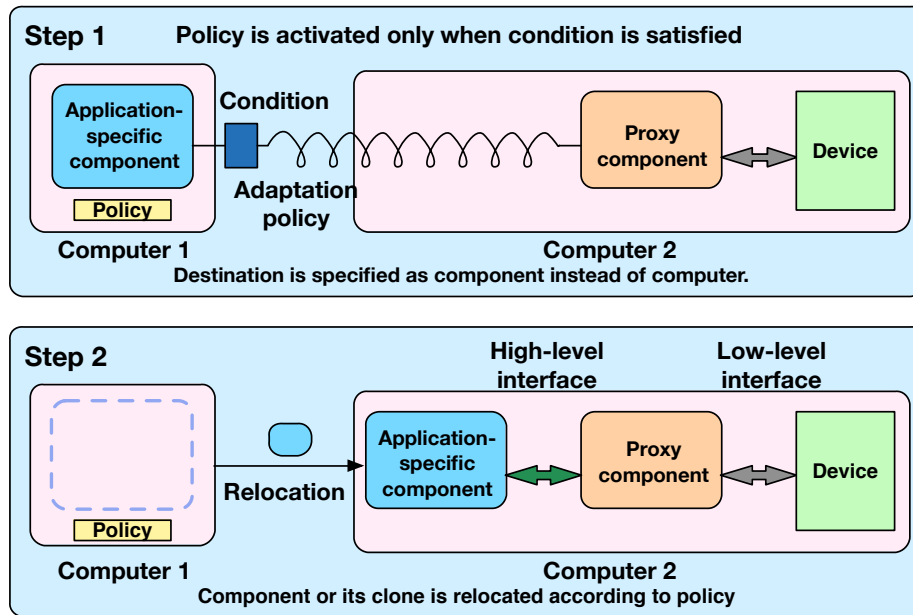 Step 1
Policy is activated only when condition is satisfied
Application-
specific
component
Policy
Computer 1
Condition
Adaptation
policy
Proxy
component
Device
Computer 2
Destination is specified as component instead of computer.
Step 2
High-level
interface
Low-level
interface
Policy
Computer 1
Relocation
Application-
specific
component
Proxy
component
Device
Computer 2
Component or its clone is relocated according to policy